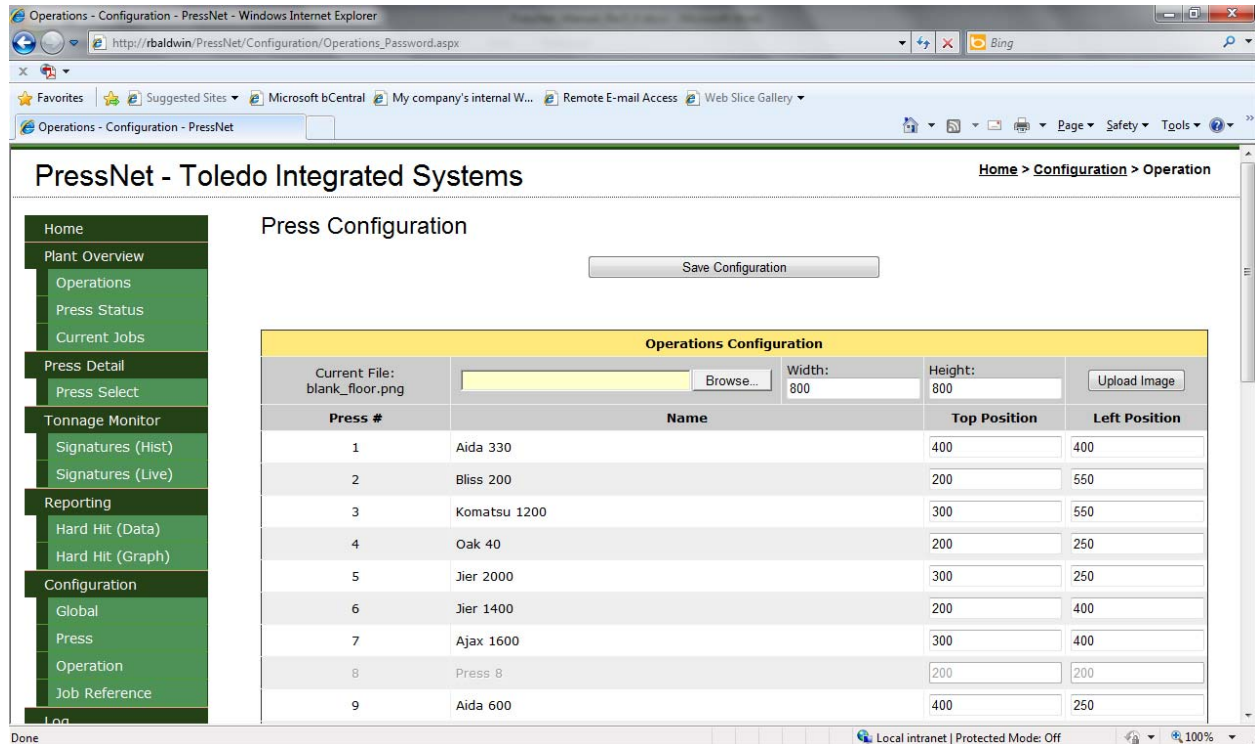 Operations - Configuration - PressNet - Windows Internet Explorer
http://rbaldwin/PressNet/Configuration/Operations_Password.aspx
Bing
Favorites Suggested Sites Microsoft bCentral My company's internal W... Remote E-mail Access Web Slice Gallery
Operations - Configuration - PressNet
Page Safety Tools
PressNet - Toledo Integrated Systems
Home > Configuration > Operation
Home
Plant Overview
Operations
Press Status
Current Jobs
Press Detail
Press Select
Tonnage Monitor
Signatures (Hist)
Signatures (Live)
Reporting
Hard Hit (Data)
Hard Hit (Graph)
Configuration
Global
Press
Operation
Job Reference
Log
Press Configuration
Save Configuration
Operations Configuration
Current File:
blank_floor.png
Browse...
Width:
800
Height:
800
Upload Image
Press # Name Top Position Left Position
1 Aida 330 400 400
2 Bliss 200 200 550
3 Komatsu 1200 300 550
4 Oak 40 200 250
5 Jier 2000 300 250
6 Jier 1400 200 400
7 Ajax 1600 300 400
8 Press 8 200 200
9 Aida 600 400 250
Done
Local intranet | Protected Mode: Off
100%